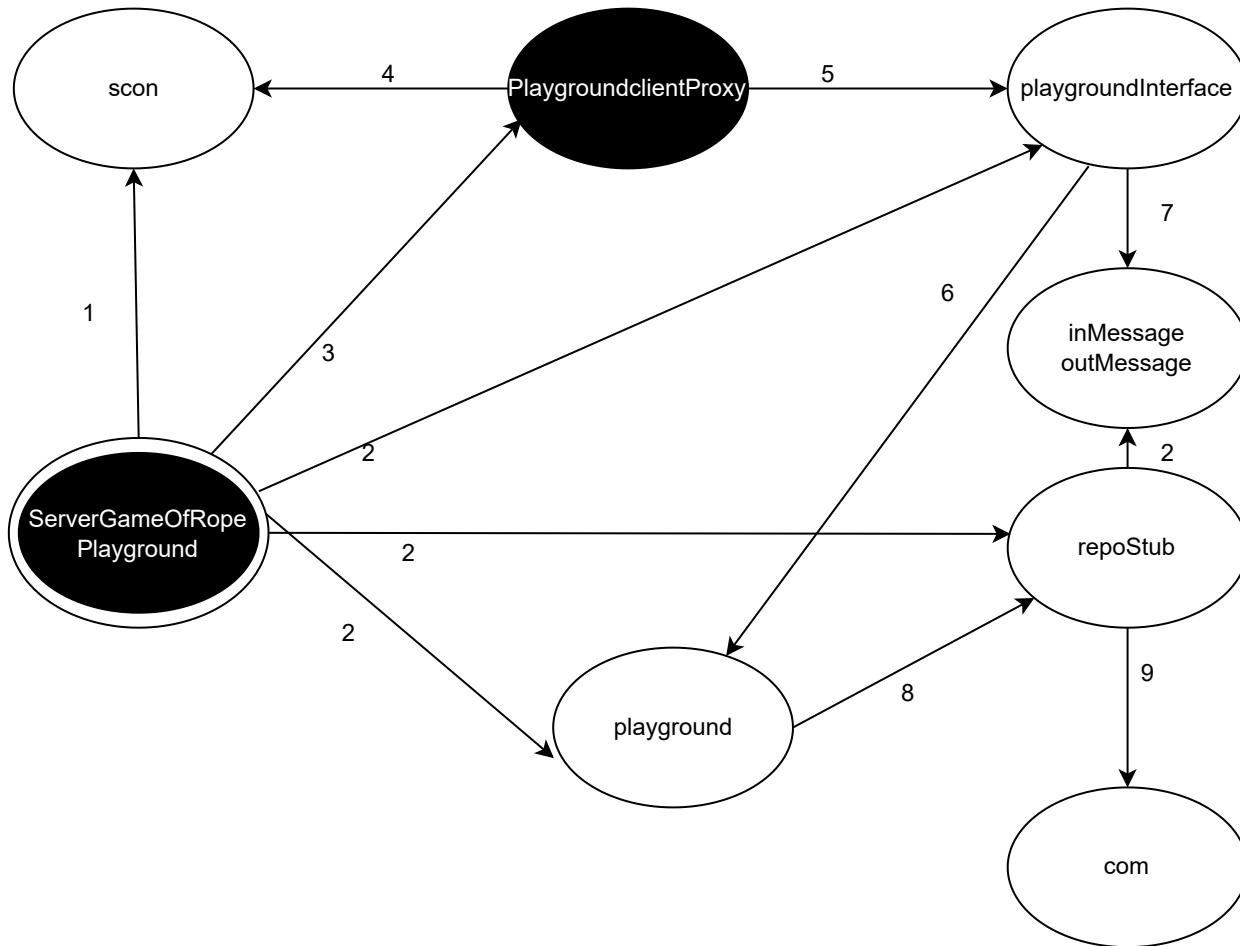 scon
4
PlaygroundclientProxy
5
playgroundInterface
7
6
1
3
inMessage
outMessage
2
2
ServerGameOfRope
Playground
2
repoStub
2
8
9
playground
com